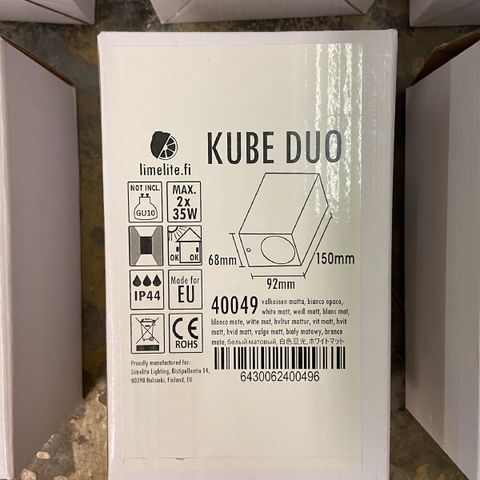 KUBE DUO
limelite.fi
NOT INCL.
GU10
MAX.
2x
35W
OK OK
IP44
Made for
EU
CE
ROHS
68mm
150mm
92mm
40049 valkoinen matta, bianco opaco,
white matt, weiß matt, blanc mat,
blanco mate, witte mat, hvítur mattur, vit matt, hvit
matt, hvid matt, valge matt, biały matowy, branco
mate, белый матовый, 白色亚光, ホワイトマット
Proudly manufactured for:
Limelite Lighting, Ristipellontie 14,
00390 Helsinki, Finland, EU
6430062400496